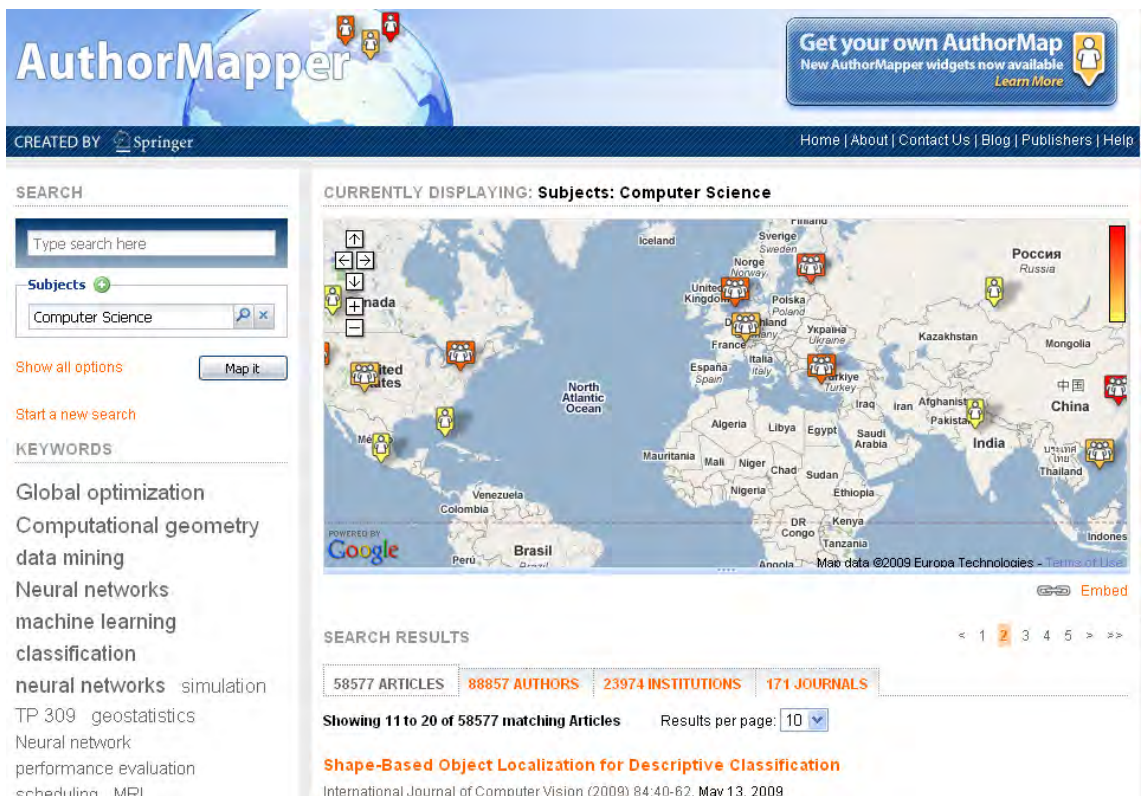 AuthorMapper
Get your own AuthorMap
New AuthorMapper widgets now available
Learn More
CREATED BY Springer
Home | About | Contact Us | Blog | Publishers | Help
SEARCH
Type search here
Subjects
Computer Science
Show all options
Map it
Start a new search
KEYWORDS
Global optimization
Computational geometry
data mining
Neural networks
machine learning
classification
neural networks simulation
TP 309 geostatistics
Neural network
performance evaluation
scheduling MRI
CURRENTLY DISPLAYING: Subjects: Computer Science
Finland
Iceland
Sverige
Sweden
Norge
Norway
Россия
Russia
United
Kingdom
Polska
Poland
Україна
Ukraine
France
Italia
Italy
España
Spain
Turkey
Kazakhstan
Mongolia
中国
China
North
Atlantic
Ocean
Algeria
Libya
Egypt
Iraq
Iran
Saudi
Arabia
India
Thailand
Mauritania
Mali
Niger
Chad
Sudan
Nigeria
Ethiopia
DR
Congo
Kenya
Tanzania
Angola
Venezuela
Colombia
Perú
Brasil
Brazil
POWERED BY
Google
Map data ©2009 Europa Technologies - Terms of Use
Embed
SEARCH RESULTS
< 1 2 3 4 5 > >>
58577 ARTICLES 88857 AUTHORS 23974 INSTITUTIONS 171 JOURNALS
Showing 11 to 20 of 58577 matching Articles Results per page: 10
Shape-Based Object Localization for Descriptive Classification
International Journal of Computer Vision (2009) 84:40-62, May 13, 2009